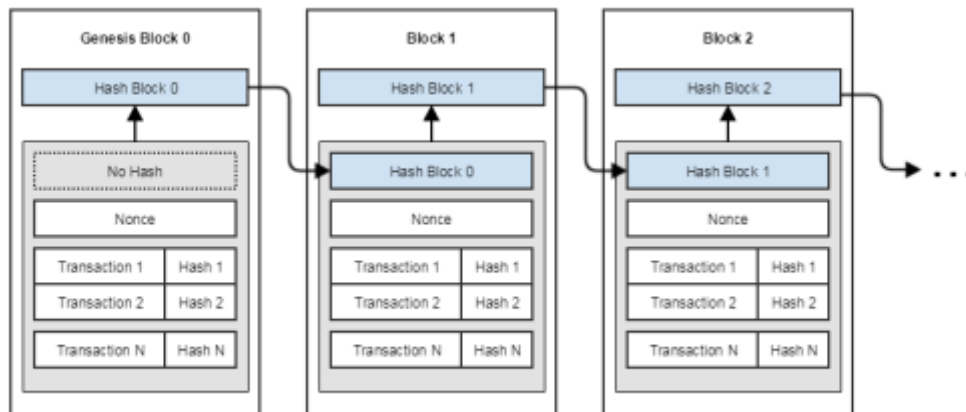 Genesis Block 0
Hash Block 0
No Hash
Nonce
Transaction 1 Hash 1
Transaction 2 Hash 2
Transaction N Hash N
Block 1
Hash Block 1
Hash Block 0
Nonce
Transaction 1 Hash 1
Transaction 2 Hash 2
Transaction N Hash N
Block 2
Hash Block 2
Hash Block 1
Nonce
Transaction 1 Hash 1
Transaction 2 Hash 2
Transaction N Hash N
...